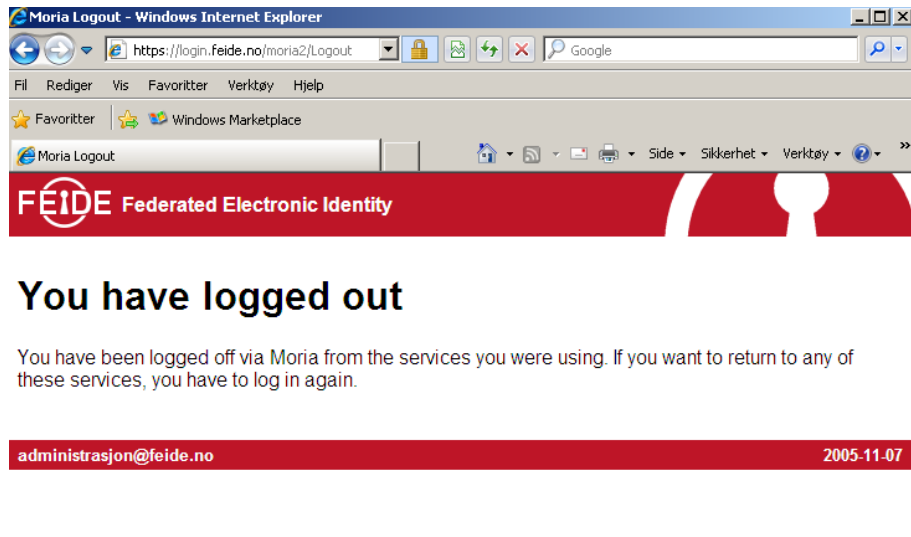 Moria Logout - Windows Internet Explorer
https://login.feide.no/moria2/Logout Google
Fil Rediger Vis Favoritter Verktøy Hjelp
Favoritter Windows Marketplace
Moria Logout Side Sikkerhet Verktøy
FEIDE Federated Electronic Identity
You have logged out
You have been logged off via Moria from the services you were using. If you want to return to any of
these services, you have to log in again.
administrasjon@feide.no 2005-11-07